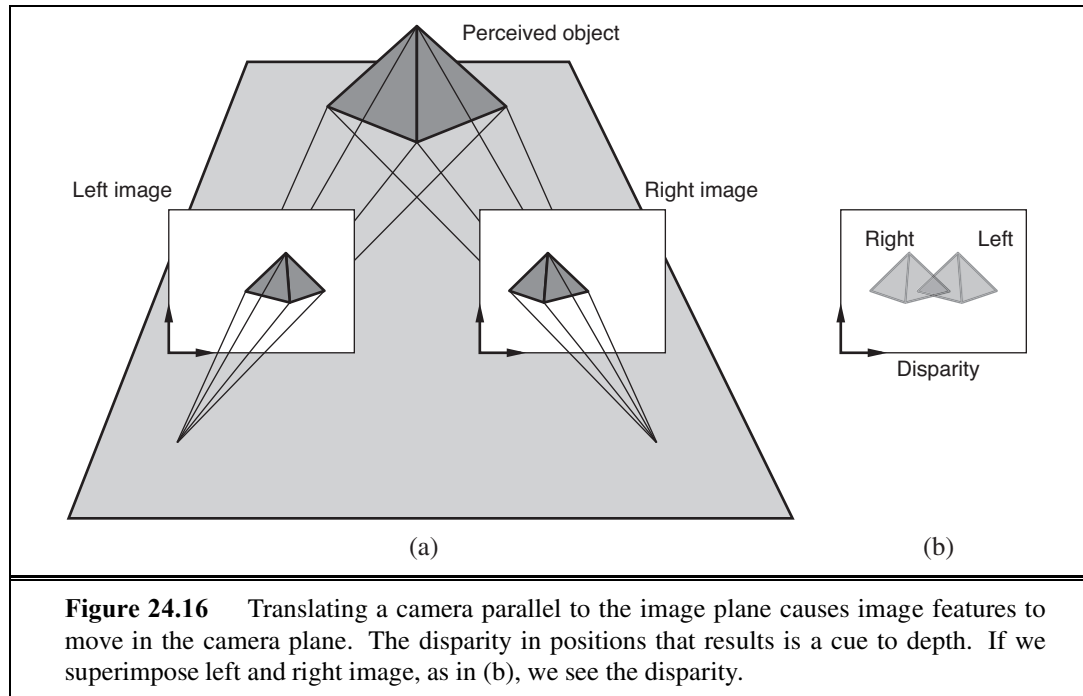 Perceived object
Left image
Right image
Right
Left
Disparity
(a)
(b)
Figure 24.16 Translating a camera parallel to the image plane causes image features to
move in the camera plane. The disparity in positions that results is a cue to depth. If we
superimpose left and right image, as in (b), we see the disparity.